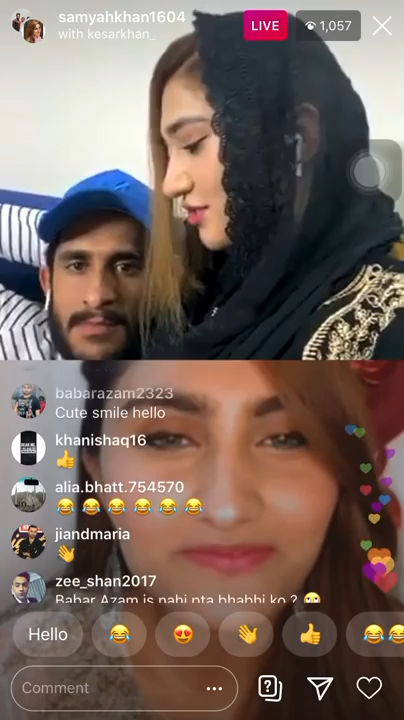 samyahkhan1604
with kesarkhan_
LIVE
1,057
babarazam2323
Cute smile hello
khanishaq16
👍
alia.bhatt.754570
😂 😂 😂 😂 😂 😂
jiandmaria
👋
zee_shan2017
Babar Azam is nahi pta bhabhi ko ?
Hello 😂 😍 👋 👍 😂😂
Comment